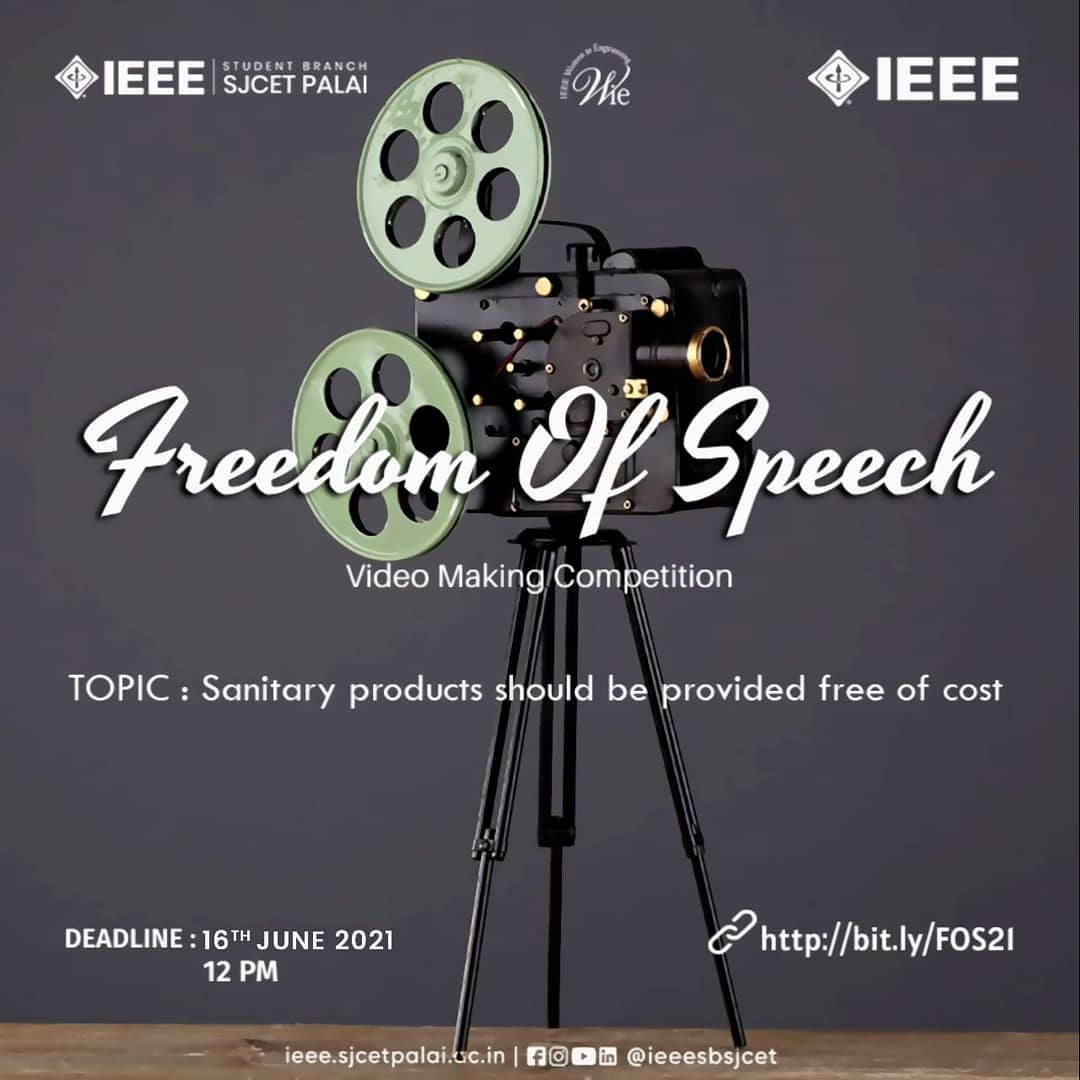 IEEE
STUDENT BRANCH
SJCET PALAI
IEEE Women in Engineering
Wie
IEEE
Freedom Of Speech
Video Making Competition
TOPIC : Sanitary products should be provided free of cost
DEADLINE : 16TH JUNE 2021
12 PM
http://bit.ly/FOS21
ieee.sjcetpalai.ac.in | @ieeesbsjcet